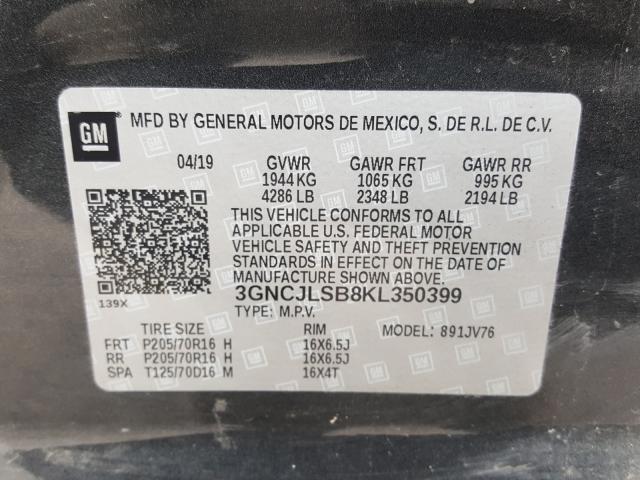 GM
MFD BY GENERAL MOTORS DE MEXICO, S. DE R.L. DE C.V.
04/19 GVWR GAWR FRT GAWR RR
1944 KG 1065 KG 995 KG
4286 LB 2348 LB 2194 LB
THIS VEHICLE CONFORMS TO ALL
APPLICABLE U.S. FEDERAL MOTOR
VEHICLE SAFETY AND THEFT PREVENTION
STANDARDS IN EFFECT ON THE DATE OF
MANUFACTURE SHOWN ABOVE.
139X
3GNCJLSB8KL350399
TYPE: M.P.V.
TIRE SIZE RIM MODEL: 891JV76
FRT P205/70R16 H 16X6.5J
RR P205/70R16 H 16X6.5J
SPA T125/70D16 M 16X4T